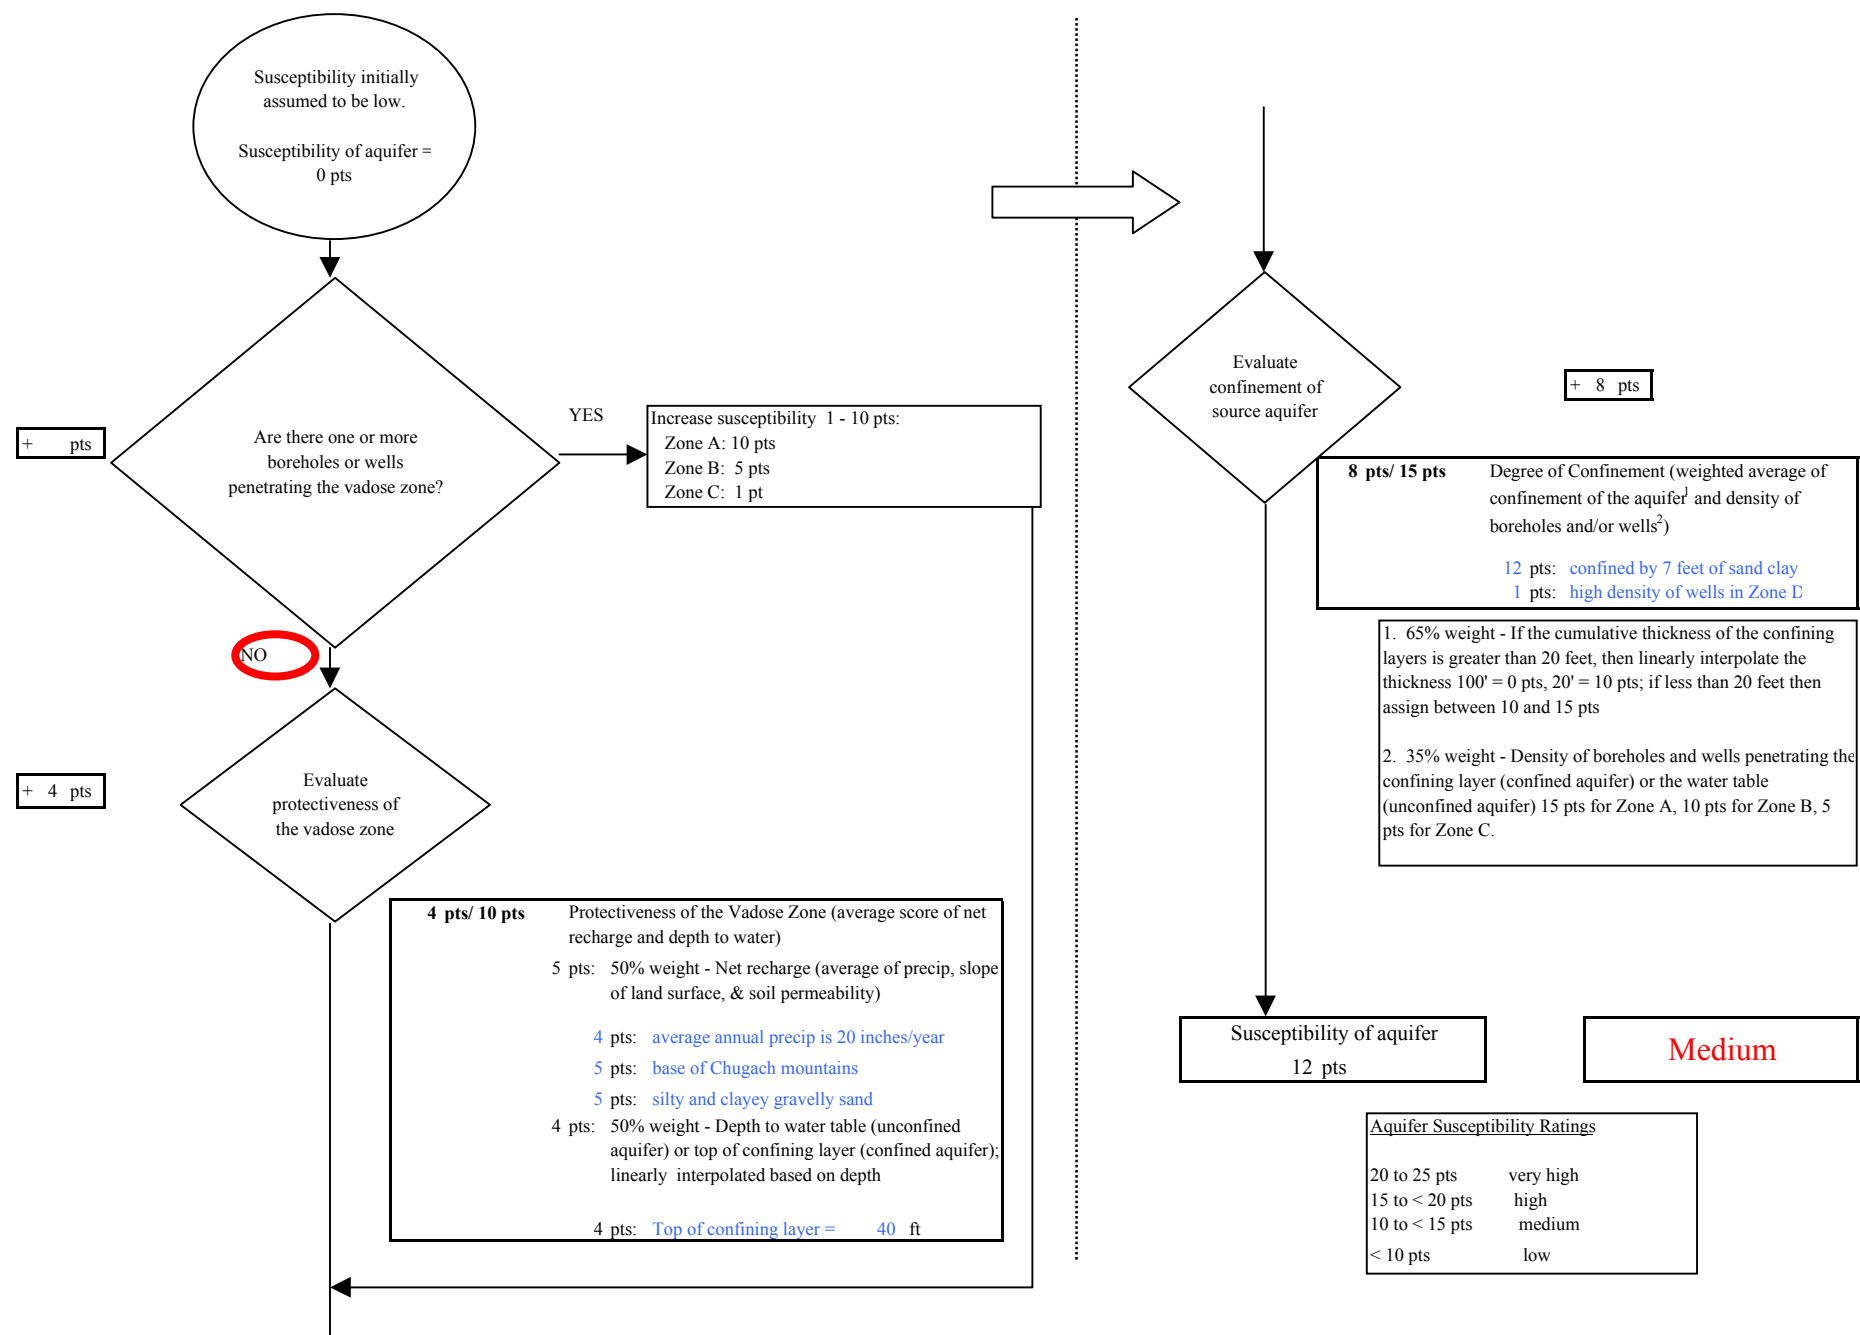 Susceptibility initially
assumed to be low.
Susceptibility of aquifer =
0 pts
+ pts
Are there one or more
boreholes or wells
penetrating the vadose zone?
YES
Increase susceptibility 1 - 10 pts:
Zone A: 10 pts
Zone B: 5 pts
Zone C: 1 pt
NO
+ 4 pts
Evaluate
protectiveness of
the vadose zone
4 pts/ 10 pts Protectiveness of the Vadose Zone (average score of net
recharge and depth to water)
5 pts: 50% weight - Net recharge (average of precip, slope
of land surface, & soil permeability)
4 pts: average annual precip is 20 inches/year
5 pts: base of Chugach mountains
5 pts: silty and clayey gravelly sand
4 pts: 50% weight - Depth to water table (unconfined
aquifer) or top of confining layer (confined aquifer);
linearly interpolated based on depth
4 pts: Top of confining layer = 40 ft
Evaluate
confinement of
source aquifer
+ 8 pts
8 pts/ 15 pts Degree of Confinement (weighted average of
confinement of the aquifer1 and density of
boreholes and/or wells2)
12 pts: confined by 7 feet of sand clay
1 pts: high density of wells in Zone D
1. 65% weight - If the cumulative thickness of the confining
layers is greater than 20 feet, then linearly interpolate the
thickness 100' = 0 pts, 20' = 10 pts; if less than 20 feet then
assign between 10 and 15 pts
2. 35% weight - Density of boreholes and wells penetrating the
confining layer (confined aquifer) or the water table
(unconfined aquifer) 15 pts for Zone A, 10 pts for Zone B, 5
pts for Zone C.
Susceptibility of aquifer
12 pts
Medium
Aquifer Susceptibility Ratings
20 to 25 pts very high
15 to < 20 pts high
10 to < 15 pts medium
< 10 pts low